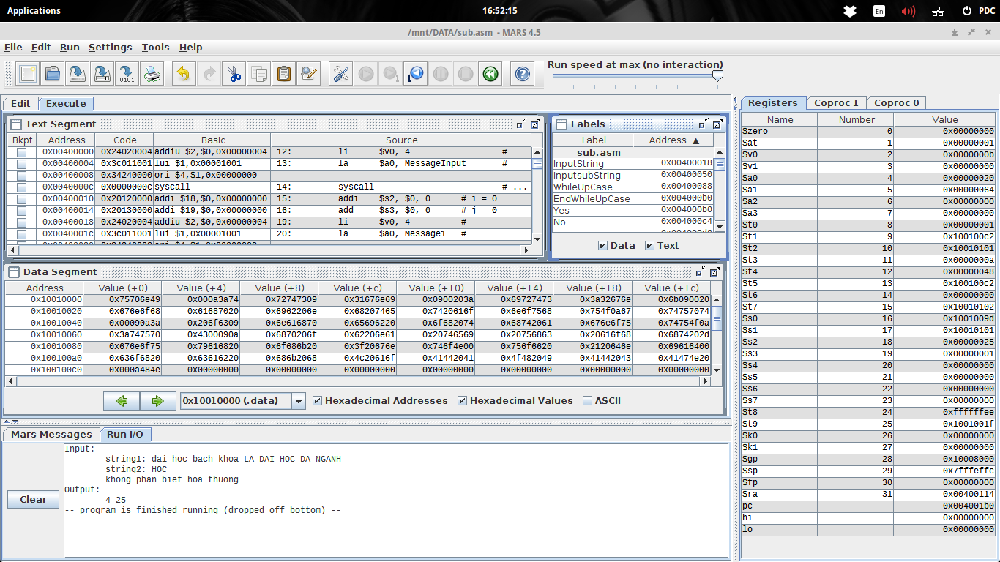 Applications 16:52:15 En PDC
/mnt/DATA/sub.asm - MARS 4.5
File Edit Run Settings Tools Help
Run speed at max (no interaction)
Edit Execute
Text Segment
Bkpt Address Code Basic Source
0x00400000 0x24020004 addiu $2,$0,0x00000004 12: li $v0, 4 #
0x00400004 0x3c011001 lui $1,0x00001001 13: la $a0, MessageInput #
0x00400008 0x34240000 ori $4,$1,0x00000000
0x0040000c 0x0000000c syscall 14: syscall # ...
0x00400010 0x20120000 addi $18,$0,0x00000000 15: addi $s2, $0, 0 # i = 0
0x00400014 0x20130000 addi $19,$0,0x00000000 16: add $s3, $0, 0 # j = 0
0x00400018 0x24020004 addiu $2,$0,0x00000004 19: li $v0, 4 #
0x0040001c 0x3c011001 lui $1,0x00001001 20: la $a0, Message1 #
Labels
Label Address ▲
sub.asm
InputString 0x00400018
InputsubString 0x00400050
WhileUpCase 0x00400088
EndWhileUpCase 0x004000b0
Yes 0x004000b0
No 0x004000c4
Data Text
Data Segment
Address Value (+0) Value (+4) Value (+8) Value (+c) Value (+10) Value (+14) Value (+18) Value (+1c)
0x10010000 0x75706e49 0x000a3a74 0x72747309 0x31676e69 0x0900203a 0x69727473 0x3a32676e 0x6b090020
0x10010020 0x676e6f68 0x61687020 0x6962206e 0x68207465 0x7420616f 0x6e6f7568 0x754f0a67 0x74757074
0x10010040 0x00090a3a 0x206f6309 0x6e616870 0x65696220 0x6f682074 0x68742061 0x676e6f75 0x74754f0a
0x10010060 0x3a747570 0x4300090a 0x6870206f 0x62206e61 0x20746569 0x20756863 0x20616f68 0x6874202d
0x10010080 0x676e6f75 0x79616820 0x6f686b20 0x3f20676e 0x746f4e00 0x756f6620 0x2120646e 0x69616400
0x100100a0 0x636f6820 0x63616220 0x686b2068 0x4c20616f 0x41442041 0x4f482049 0x41442043 0x41474e20
0x100100c0 0x000a484e 0x00000000 0x00000000 0x00000000 0x00000000 0x00000000 0x00000000 0x00000000
0x10010000 (.data) Hexadecimal Addresses Hexadecimal Values ASCII
Mars Messages Run I/O
Clear
Input:
string1: dai hoc bach khoa LA DAI HOC DA NGANH
string2: HOC
khong phan biet hoa thuong
Output:
4 25
-- program is finished running (dropped off bottom) --
Registers Coproc 1 Coproc 0
Name Number Value
$zero 0 0x00000000
$at 1 0x00000001
$v0 2 0x0000000b
$v1 3 0x00000000
$a0 4 0x00000020
$a1 5 0x00000064
$a2 6 0x00000000
$a3 7 0x00000000
$t0 8 0x00000001
$t1 9 0x100100c2
$t2 10 0x10010101
$t3 11 0x0000000a
$t4 12 0x00000048
$t5 13 0x100100c2
$t6 14 0x00000000
$t7 15 0x10010102
$s0 16 0x1001009d
$s1 17 0x10010101
$s2 18 0x00000025
$s3 19 0x00000001
$s4 20 0x00000000
$s5 21 0x00000000
$s6 22 0x00000000
$s7 23 0x00000000
$t8 24 0xffffffee
$t9 25 0x1001001f
$k0 26 0x00000000
$k1 27 0x00000000
$gp 28 0x10008000
$sp 29 0x7fffeffc
$fp 30 0x00000000
$ra 31 0x00400114
pc 0x004001b0
hi 0x00000000
lo 0x00000000